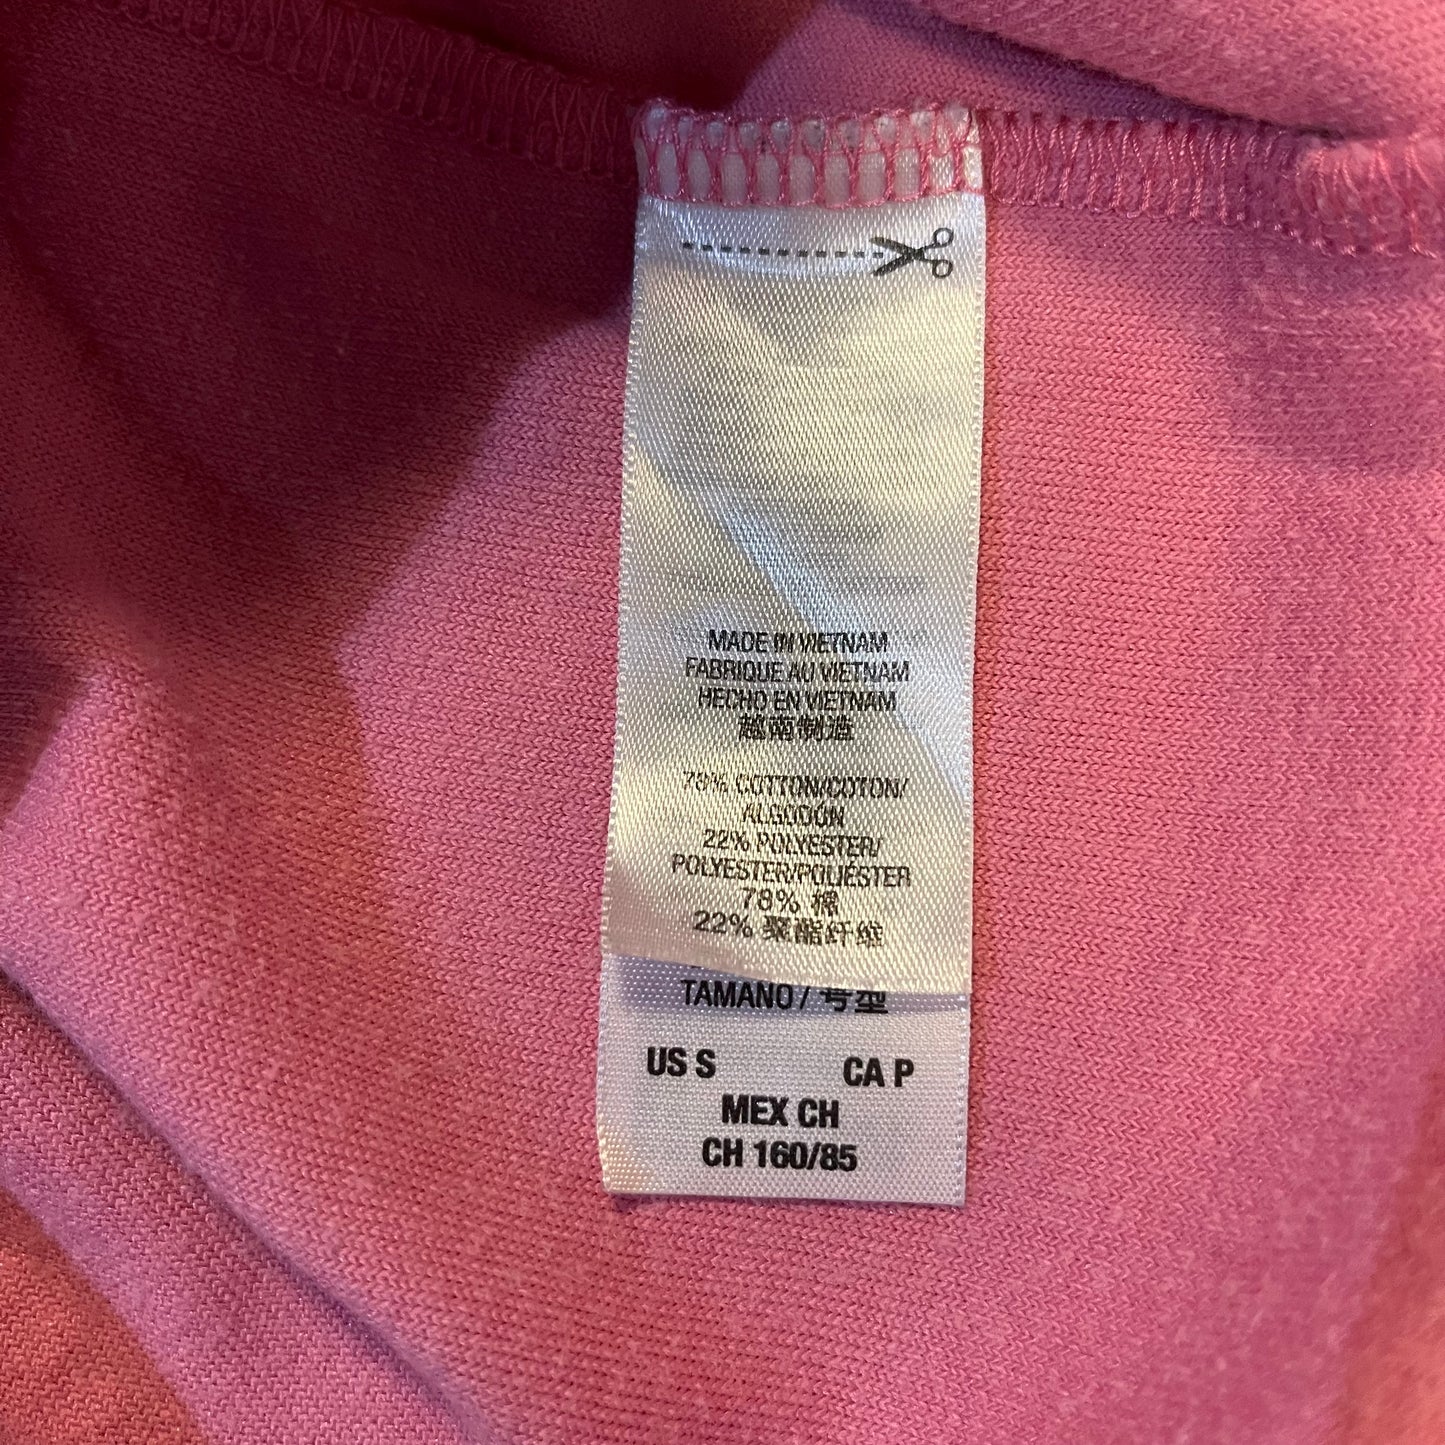 MADE IN VIETNAM
FABRIQUE AU VIETNAM
HECHO EN VIETNAM
越南制造
78% COTTON/COTON/
ALGODÓN
22% POLYESTER/
POLYESTER/POLIÉSTER
78% 棉
22% 聚酯纤维
TAMANO / 号型
US S CA P
MEX CH
CH 160/85